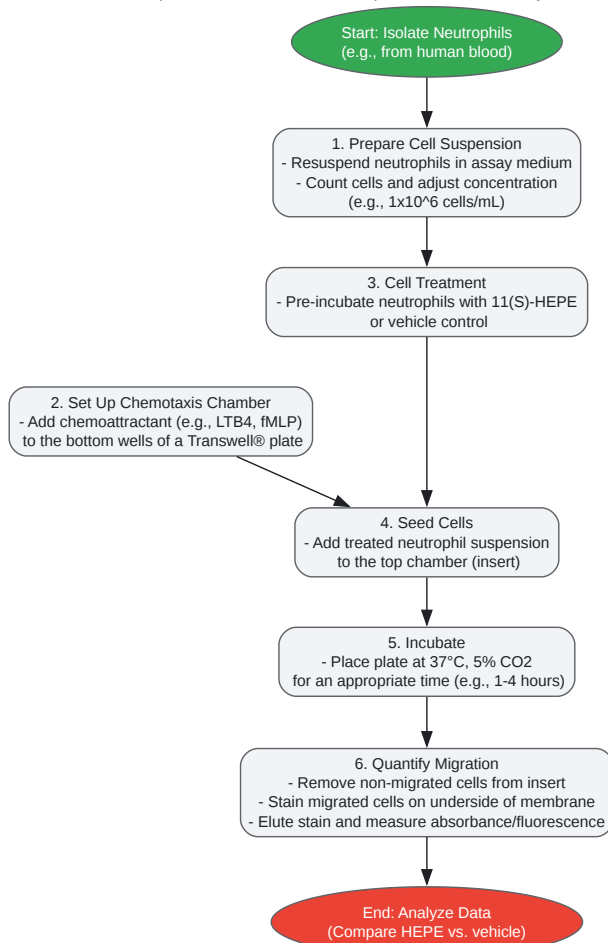 Start: Isolate Neutrophils
(e.g., from human blood)
1. Prepare Cell Suspension
- Resuspend neutrophils in assay medium
- Count cells and adjust concentration
(e.g., 1x10^6 cells/mL)
3. Cell Treatment
- Pre-incubate neutrophils with 11(S)-HEPE
or vehicle control
2. Set Up Chemotaxis Chamber
- Add chemoattractant (e.g., LTB4, fMLP)
to the bottom wells of a Transwell® plate
4. Seed Cells
- Add treated neutrophil suspension
to the top chamber (insert)
5. Incubate
- Place plate at 37°C, 5% CO2
for an appropriate time (e.g., 1-4 hours)
6. Quantify Migration
- Remove non-migrated cells from insert
- Stain migrated cells on underside of membrane
- Elute stain and measure absorbance/fluorescence
End: Analyze Data
(Compare HEPE vs. vehicle)